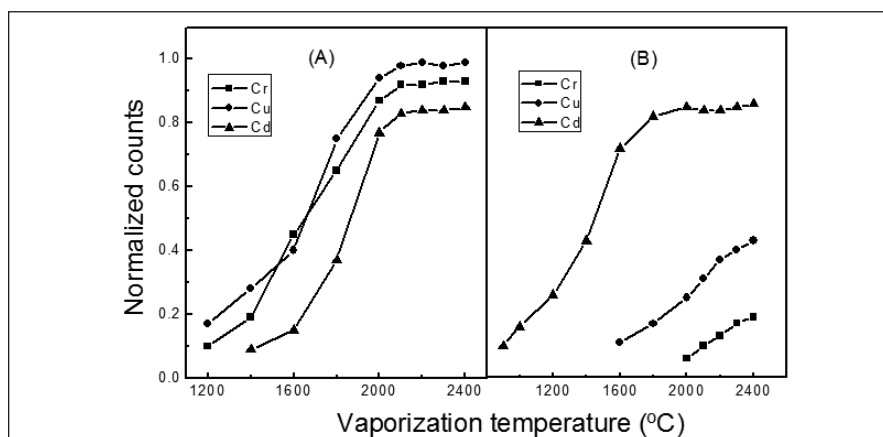 (A)
(B)
Cr
Cu
Cd
Cr
Cu
Cd
Normalized counts
1.0
0.8
0.6
0.4
0.2
0.0
1200 1600 2000 2400 1200 1600 2000 2400
Vaporization temperature (⁰C)